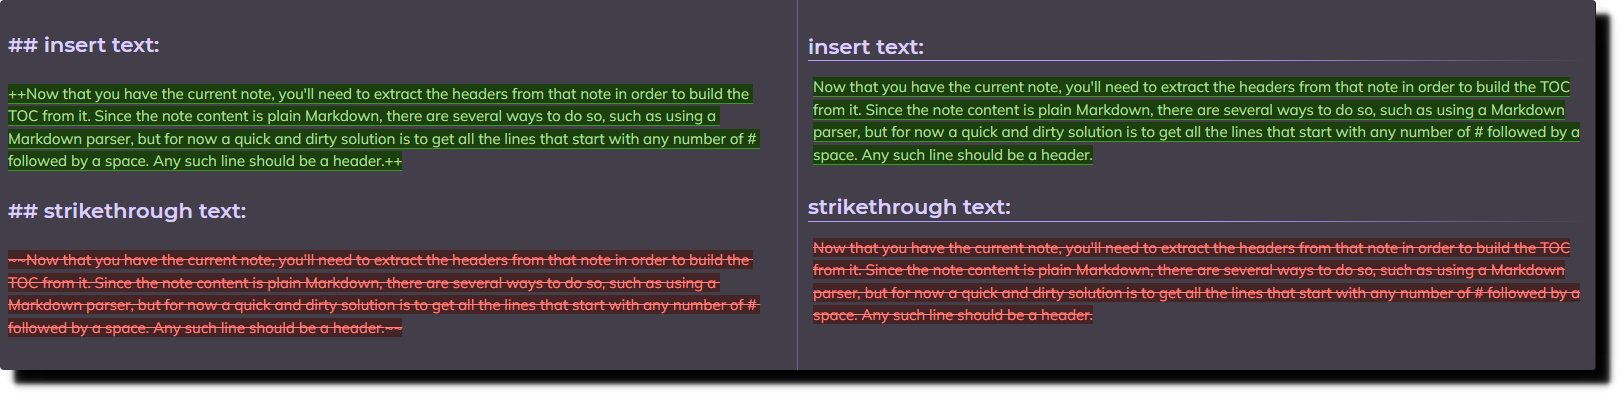 ## insert text:
++Now that you have the current note, you'll need to extract the headers from that note in order to build the
TOC from it. Since the note content is plain Markdown, there are several ways to do so, such as using a
Markdown parser, but for now a quick and dirty solution is to get all the lines that start with any number of #
followed by a space. Any such line should be a header.++
## strikethrough text:
~~Now that you have the current note, you'll need to extract the headers from that note in order to build the
TOC from it. Since the note content is plain Markdown, there are several ways to do so, such as using a
Markdown parser, but for now a quick and dirty solution is to get all the lines that start with any number of #
followed by a space. Any such line should be a header.~~
insert text:
Now that you have the current note, you'll need to extract the headers from that note in order to build the TOC
from it. Since the note content is plain Markdown, there are several ways to do so, such as using a Markdown
parser, but for now a quick and dirty solution is to get all the lines that start with any number of # followed by a
space. Any such line should be a header.
strikethrough text:
Now that you have the current note, you'll need to extract the headers from that note in order to build the TOC
from it. Since the note content is plain Markdown, there are several ways to do so, such as using a Markdown
parser, but for now a quick and dirty solution is to get all the lines that start with any number of # followed by a
space. Any such line should be a header.